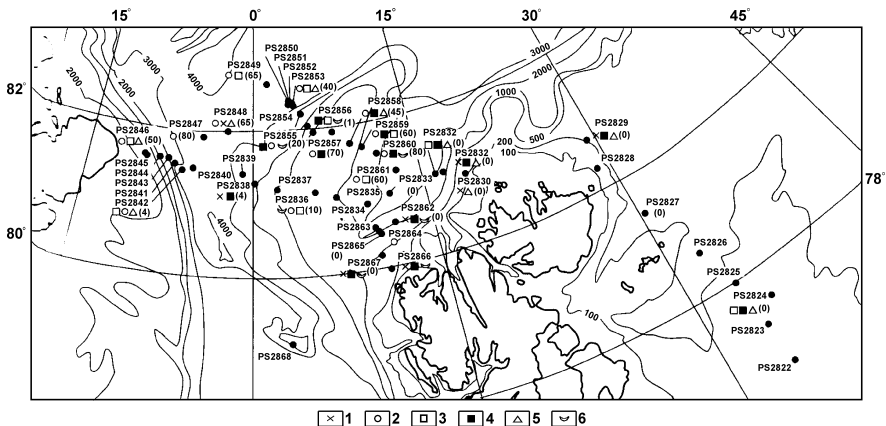 15° 0° 15° 30° 45°
82°
80°
78°
2000
3000
4000
3000
2000
1000
500
200
100
4000
100
PS2850
PS2851
PS2852
PS2853
(40)
PS2849
(65)
PS2848
(65)
PS2847
(80)
PS2846
(50)
PS2845
PS2844
PS2843
PS2841
PS2842
(4)
PS2840
PS2839
PS2838
(4)
PS2854
PS2855
(20)
PS2856
(1)
PS2857
(70)
PS2858
(45)
PS2859
(60)
PS2860
(80)
PS2861
(60)
PS2837
PS2836
(10)
PS2835
(0)
PS2834
PS2833
(0)
PS2832
(0)
PS2832
(0)
PS2830
(0)
PS2829
(0)
PS2828
PS2827
(0)
PS2826
PS2825
PS2824
(0)
PS2823
PS2822
PS2862
(0)
PS2863
PS2864
PS2865
(0)
PS2866
(0)
PS2867
(0)
PS2868
1 2 3 4 5 6